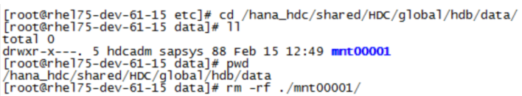 [root@rhel75-dev-61-15 etc]# cd /hana_hdc/shared/HDC/global/hdb/data/
[root@rhel75-dev-61-15 data]# ll
total 0
drwxr-x---. 5 hdcadm sapsys 88 Feb 15 12:49 mnt00001
[root@rhel75-dev-61-15 data]# pwd
/hana_hdc/shared/HDC/global/hdb/data
[root@rhel75-dev-61-15 data]# rm -rf ./mnt00001/